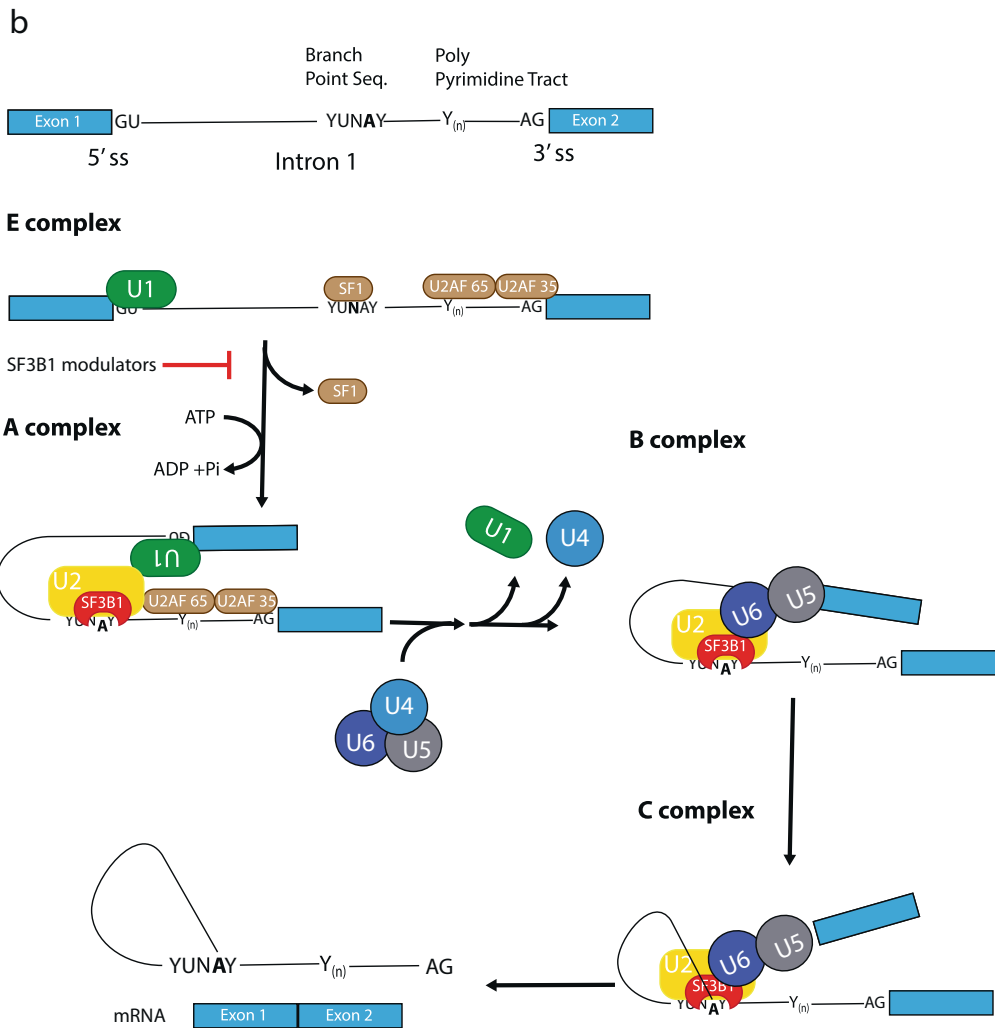 b
Branch
Point Seq.
Poly
Pyrimidine Tract
Exon 1
GU
YUNAY
Y(n)
AG
Exon 2
5' ss
Intron 1
3' ss
E complex
U1
SF1
U2AF 65
U2AF 35
GU
YUNAY
Y(n)
AG
SF3B1 modulators
SF1
ATP
A complex
ADP +Pi
B complex
U1
U4
GU
U1
U2
SF3B1
U2AF 65
U2AF 35
YUNAY
Y(n)
AG
U4
U6
U5
U6
U5
U2
SF3B1
YUNAY
Y(n)
AG
C complex
U2
U6
U5
SF3B1
YUNAY
Y(n)
AG
YUNAY
Y(n)
AG
mRNA
Exon 1
Exon 2